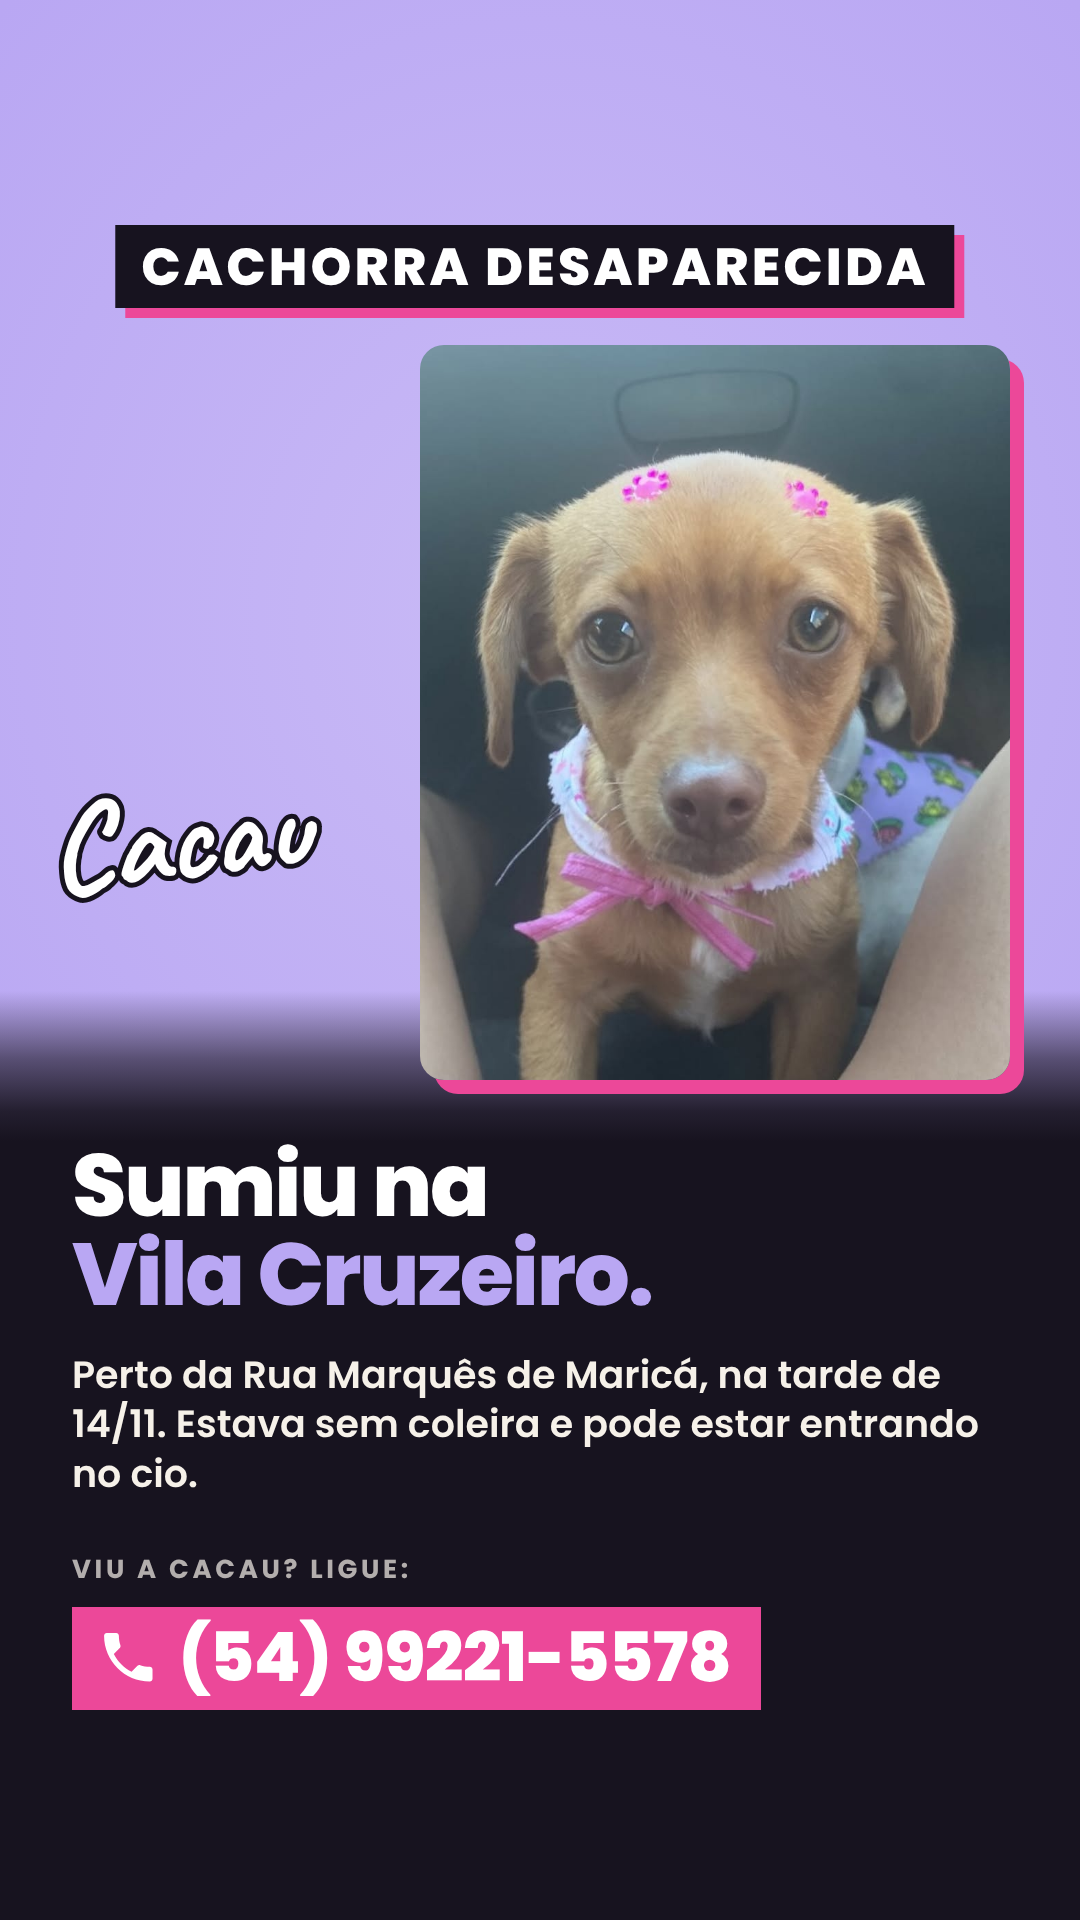 CACHORRA DESAPARECIDA
Cacau
Sumiu na
Vila Cruzeiro.
Perto da Rua Marquês de Maricá, na tarde de
14/11. Estava sem coleira e pode estar entrando
no cio.
VIU A CACAU? LIGUE:
(54) 99221-5578